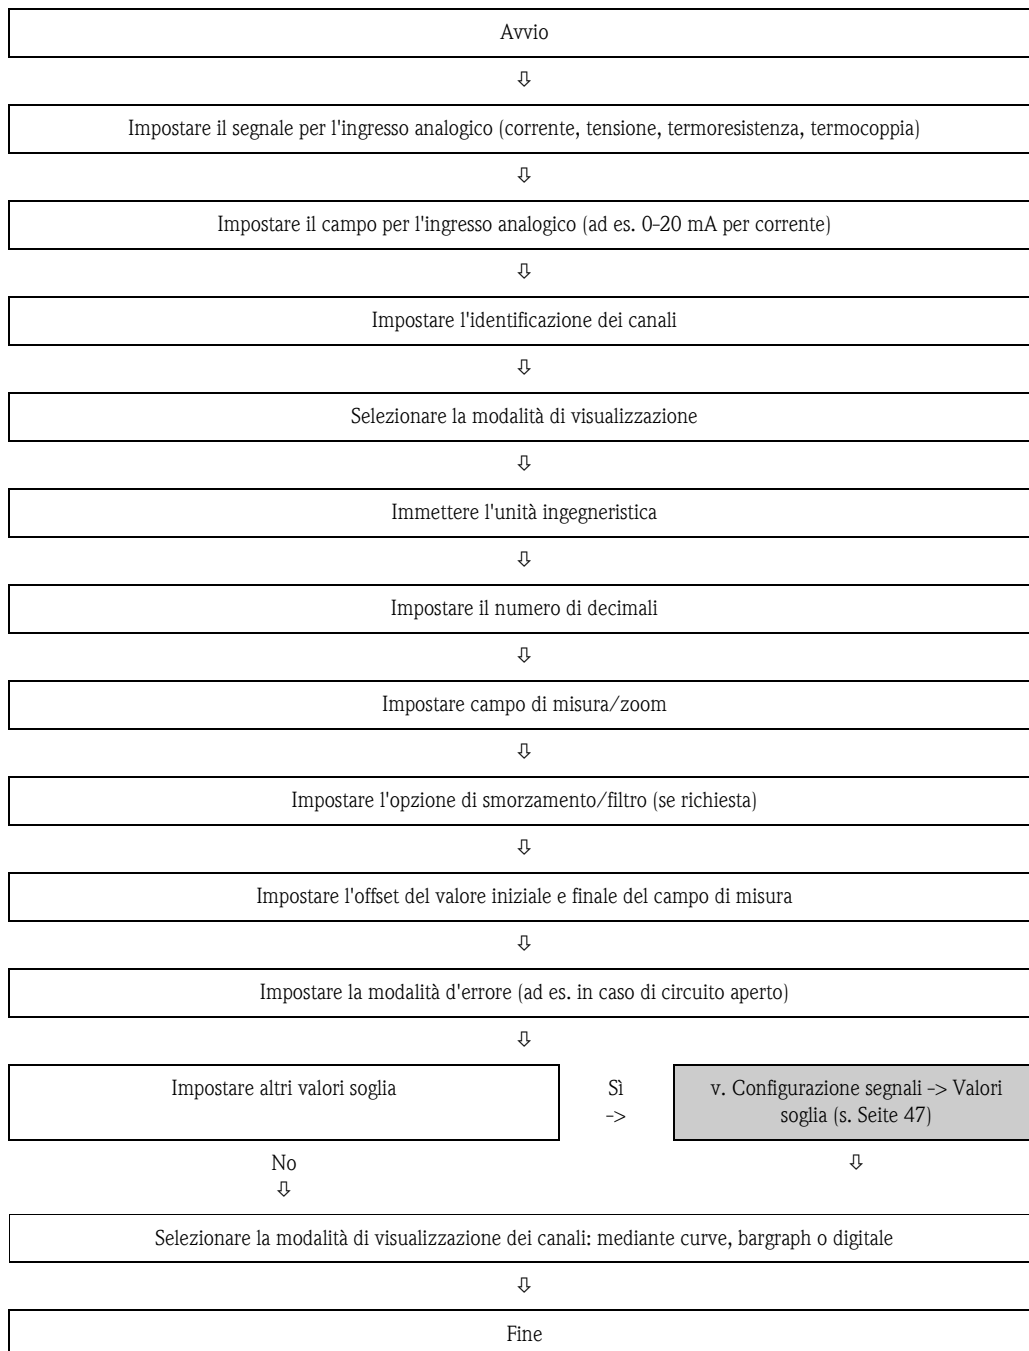 Avvio
⇩
Impostare il segnale per l'ingresso analogico (corrente, tensione, termoresistenza, termocoppia)
⇩
Impostare il campo per l'ingresso analogico (ad es. 0-20 mA per corrente)
⇩
Impostare l'identificazione dei canali
⇩
Selezionare la modalità di visualizzazione
⇩
Immettere l'unità ingegneristica
⇩
Impostare il numero di decimali
⇩
Impostare campo di misura/zoom
⇩
Impostare l'opzione di smorzamento/filtro (se richiesta)
⇩
Impostare l'offset del valore iniziale e finale del campo di misura
⇩
Impostare la modalità d'errore (ad es. in caso di circuito aperto)
⇩
Impostare altri valori soglia
Sì
->
v. Configurazione segnali -> Valori
soglia (s. Seite 47)
No
⇩
⇩
Selezionare la modalità di visualizzazione dei canali: mediante curve, bargraph o digitale
⇩
Fine